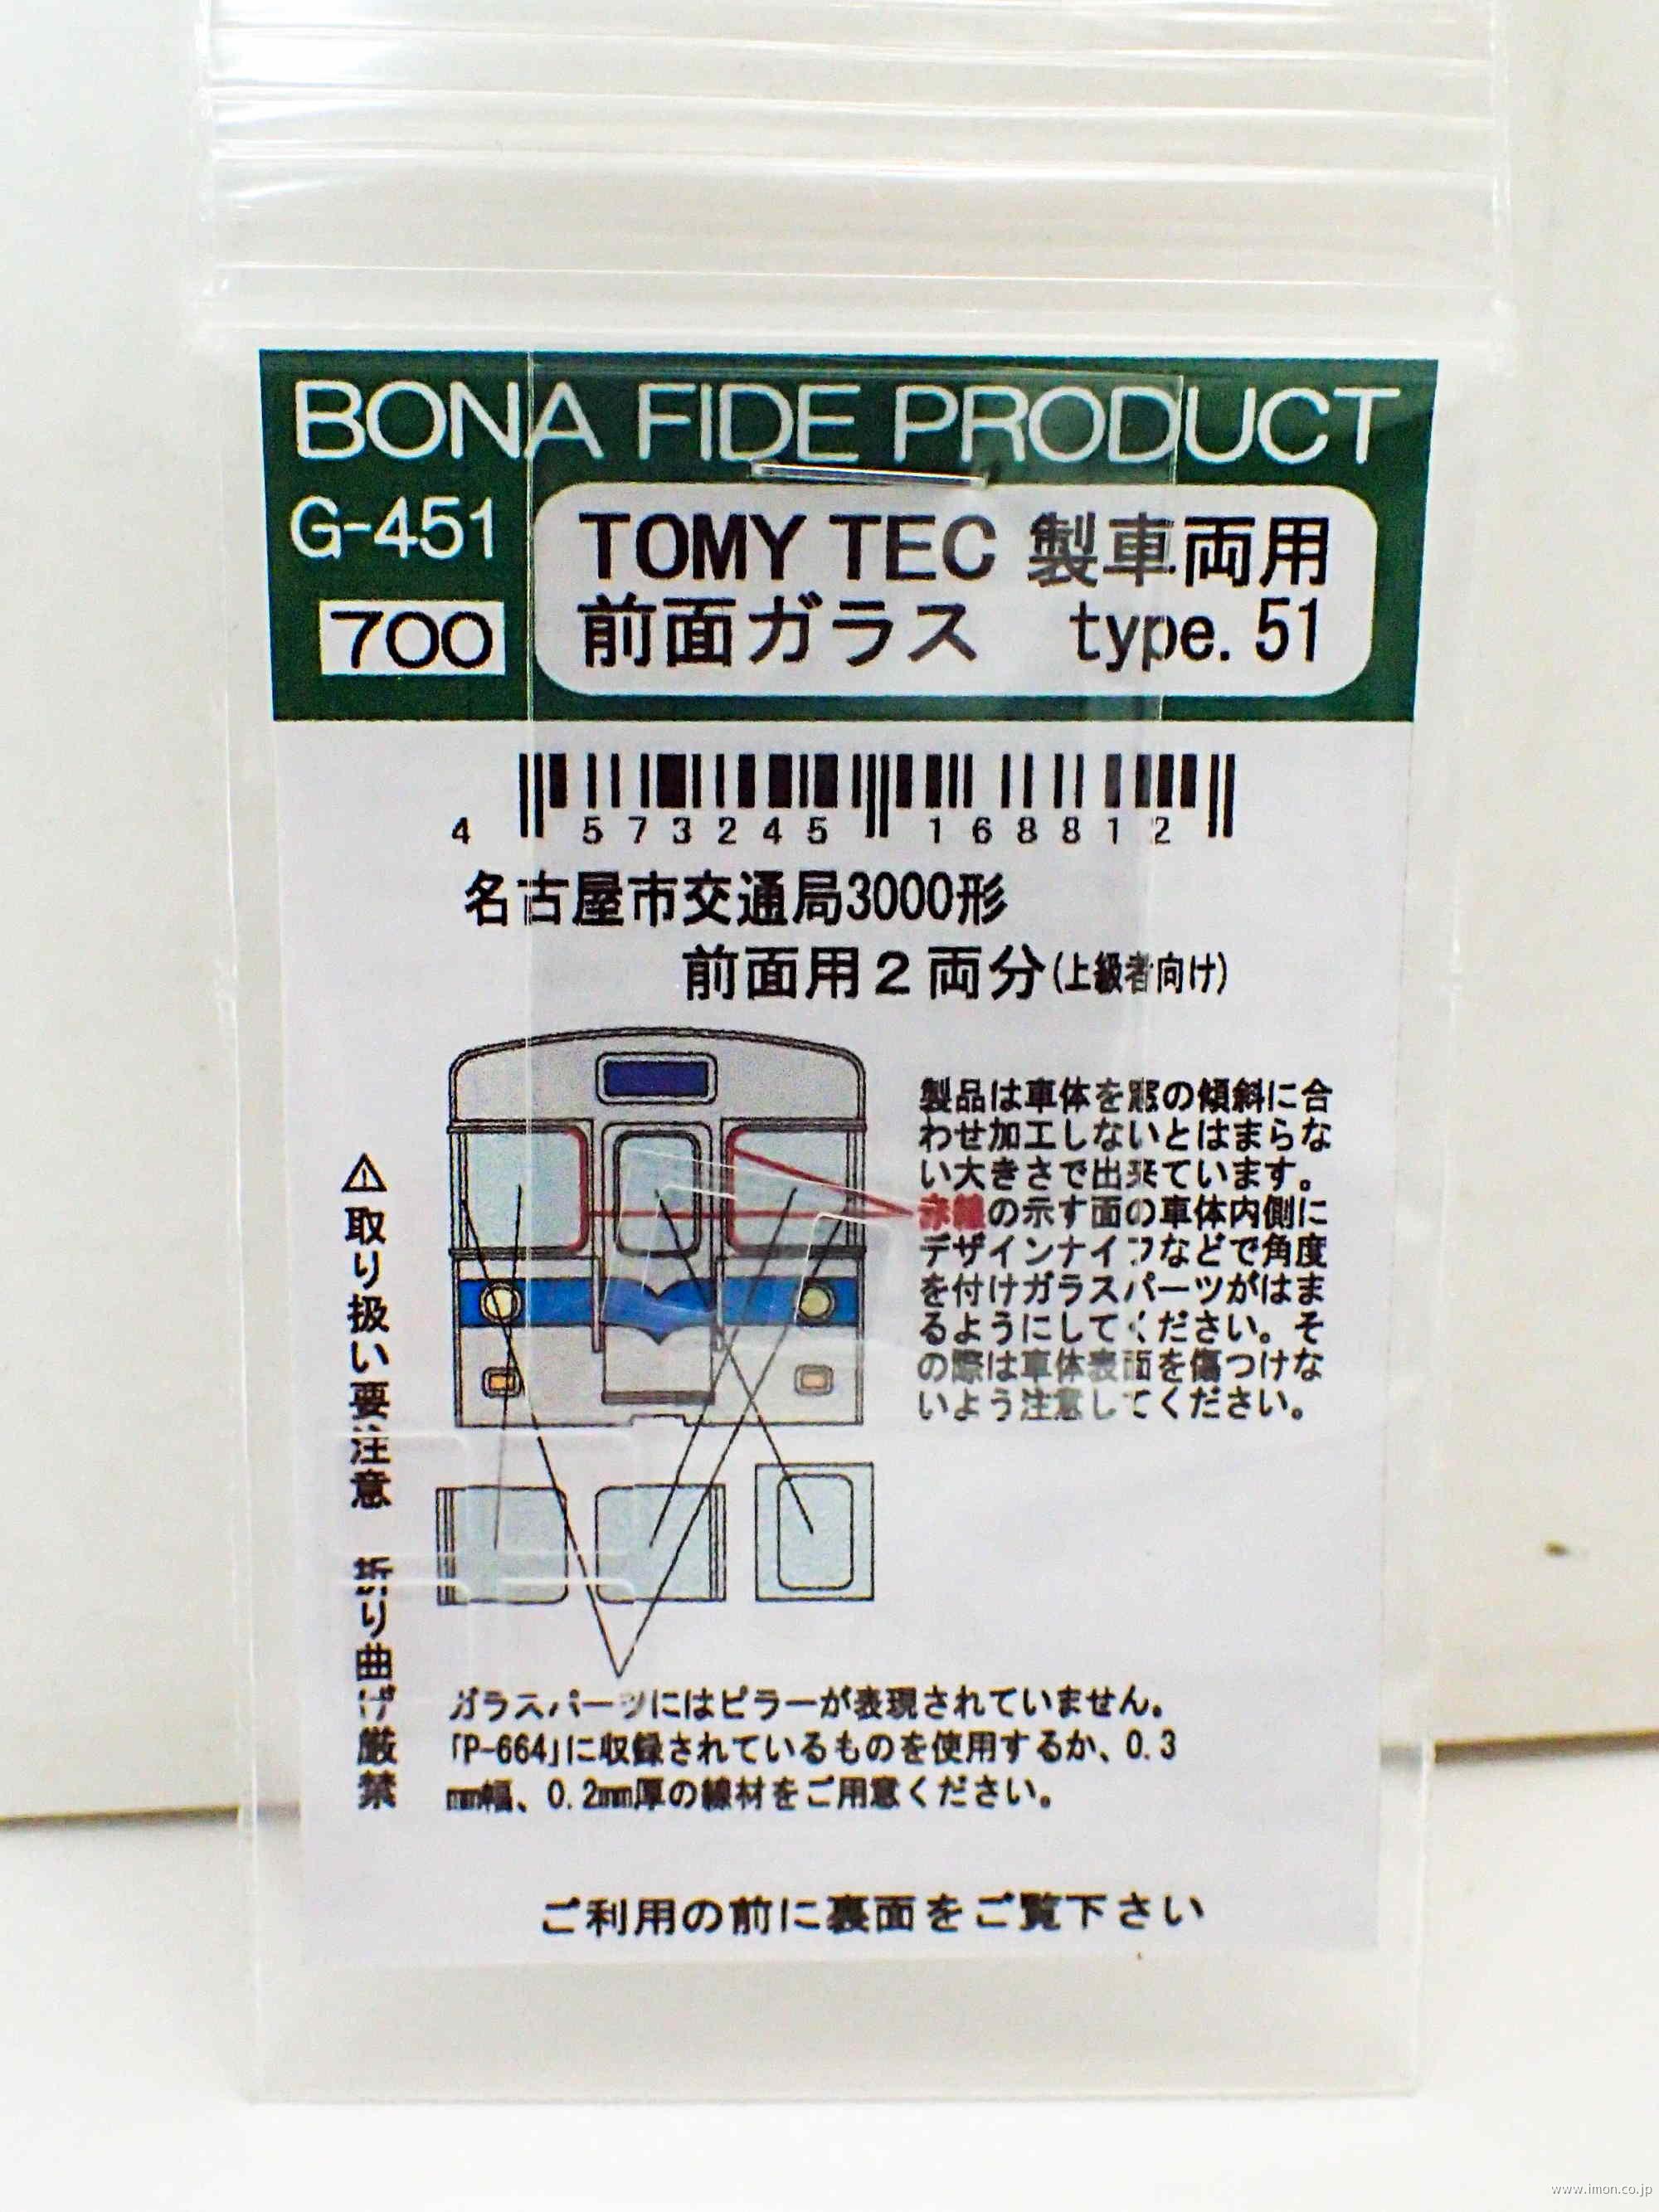 BONA FIDE PRODUCT
G-451
700
TOMY TEC 製車両用
前面ガラス type.51
4 573245 168812
名古屋市交通局3000形
前面用2両分(上級者向け)
製品は車体を窓の傾斜に合
わせ加工しないとはまらな
い大きさで出来ています。
赤線の示す面の車体内側に
デザインナイフなどで角度
を付けガラスパーツがはま
るようにしてください。そ
の際は車体表面を傷つけな
いよう注意してください。
⚠取り扱い要注意 折り曲げ厳禁
ガラスパーツにはピラーが表現されていません。
「P-664」に収録されているものを使用するか、0.3
mm幅、0.2mm厚の線材をご用意ください。
ご利用の前に裏面をご覧下さい
www.imon.co.jp